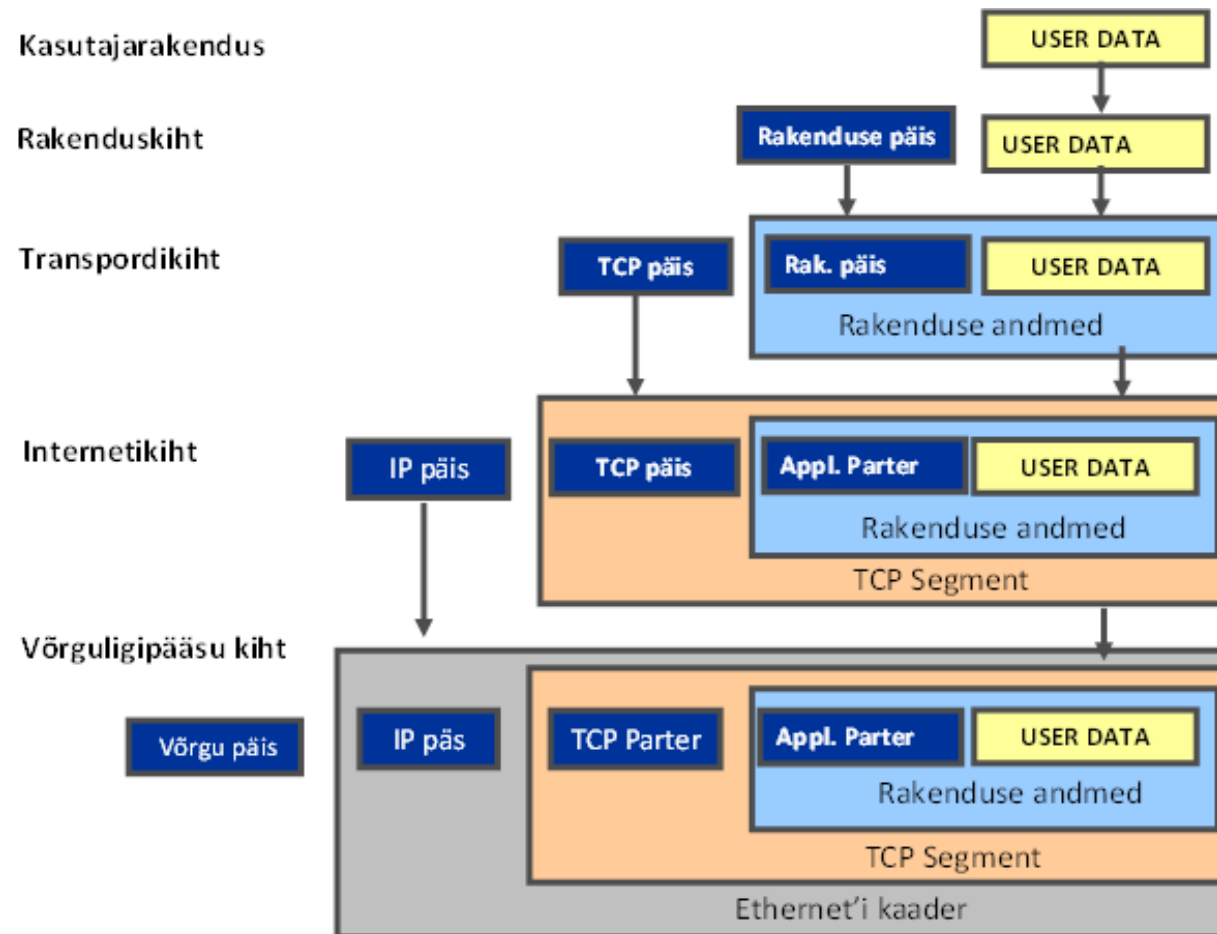 Kasutajarakendus
USER DATA
Rakenduskiht
Rakenduse päis
USER DATA
Transpordikiht
TCP päis
Rak. päis
USER DATA
Rakenduse andmed
Internetikiht
IP päis
TCP päis
Appl. Parter
USER DATA
Rakenduse andmed
TCP Segment
Võrguligipääsu kiht
Võrgu päis
IP päs
TCP Parter
Appl. Parter
USER DATA
Rakenduse andmed
TCP Segment
Ethernet’i kaader